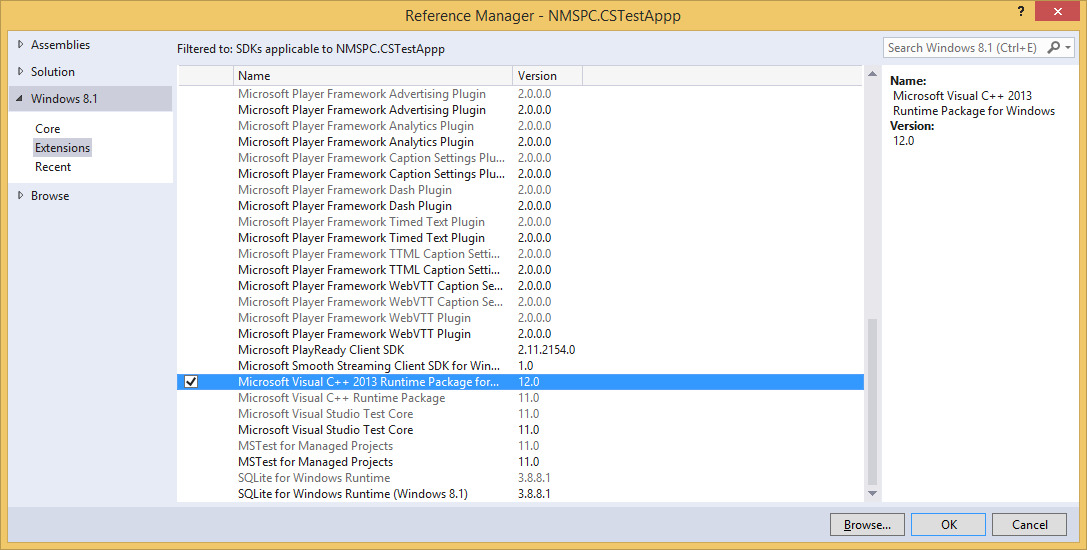 Reference Manager - NMSPC.CSTestAppp
? x
Assemblies
Solution
Windows 8.1
Core
Extensions
Recent
Browse
Filtered to: SDKs applicable to NMSPC.CSTestAppp
Search Windows 8.1 (Ctrl+E)
Name Version
Microsoft Player Framework Advertising Plugin 2.0.0.0
Microsoft Player Framework Advertising Plugin 2.0.0.0
Microsoft Player Framework Analytics Plugin 2.0.0.0
Microsoft Player Framework Analytics Plugin 2.0.0.0
Microsoft Player Framework Caption Settings Plu... 2.0.0.0
Microsoft Player Framework Caption Settings Plu... 2.0.0.0
Microsoft Player Framework Dash Plugin 2.0.0.0
Microsoft Player Framework Dash Plugin 2.0.0.0
Microsoft Player Framework Timed Text Plugin 2.0.0.0
Microsoft Player Framework Timed Text Plugin 2.0.0.0
Microsoft Player Framework TTML Caption Setti... 2.0.0.0
Microsoft Player Framework TTML Caption Setti... 2.0.0.0
Microsoft Player Framework WebVTT Caption Se... 2.0.0.0
Microsoft Player Framework WebVTT Caption Se... 2.0.0.0
Microsoft Player Framework WebVTT Plugin 2.0.0.0
Microsoft Player Framework WebVTT Plugin 2.0.0.0
Microsoft PlayReady Client SDK 2.11.2154.0
Microsoft Smooth Streaming Client SDK for Win... 1.0
Microsoft Visual C++ 2013 Runtime Package for... 12.0
Microsoft Visual C++ Runtime Package 11.0
Microsoft Visual Studio Test Core 11.0
Microsoft Visual Studio Test Core 11.0
MSTest for Managed Projects 11.0
MSTest for Managed Projects 11.0
SQLite for Windows Runtime 3.8.8.1
SQLite for Windows Runtime (Windows 8.1) 3.8.8.1
Name:
Microsoft Visual C++ 2013
Runtime Package for Windows
Version:
12.0
Browse... OK Cancel